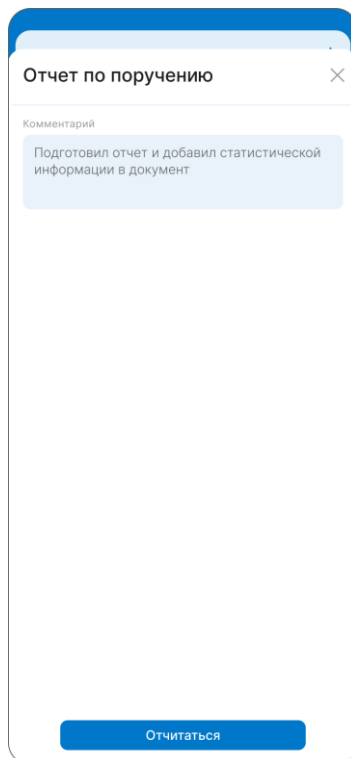 Отчет по поручению
Комментарий
Подготовил отчет и добавил статистической
информации в документ
Отчитаться